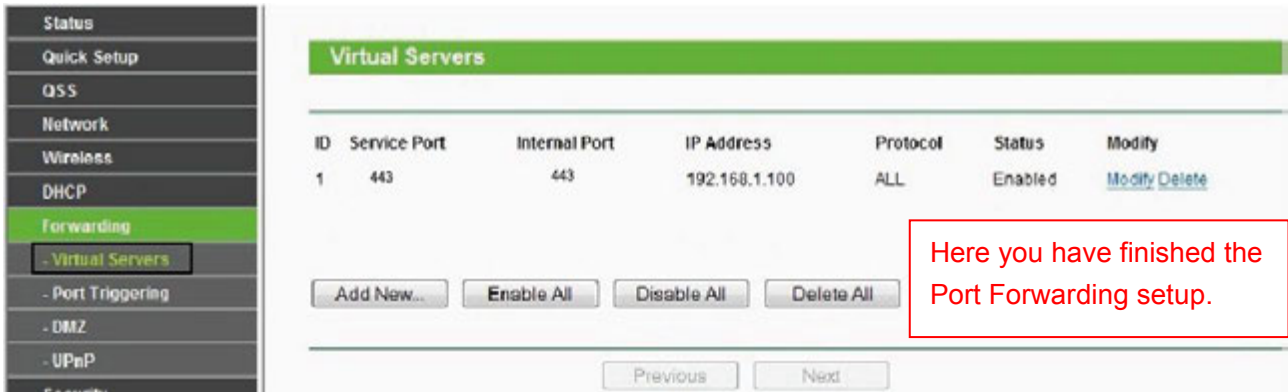 Status
Quick Setup
QSS
Network
Wireless
DHCP
Forwarding
- Virtual Servers
- Port Triggering
- DMZ
- UPnP
Virtual Servers
ID Service Port Internal Port IP Address Protocol Status Modify
1 443 443 192.168.1.100 ALL Enabled Modify Delete
Add New... Enable All Disable All Delete All
Here you have finished the
Port Forwarding setup.
Previous Next